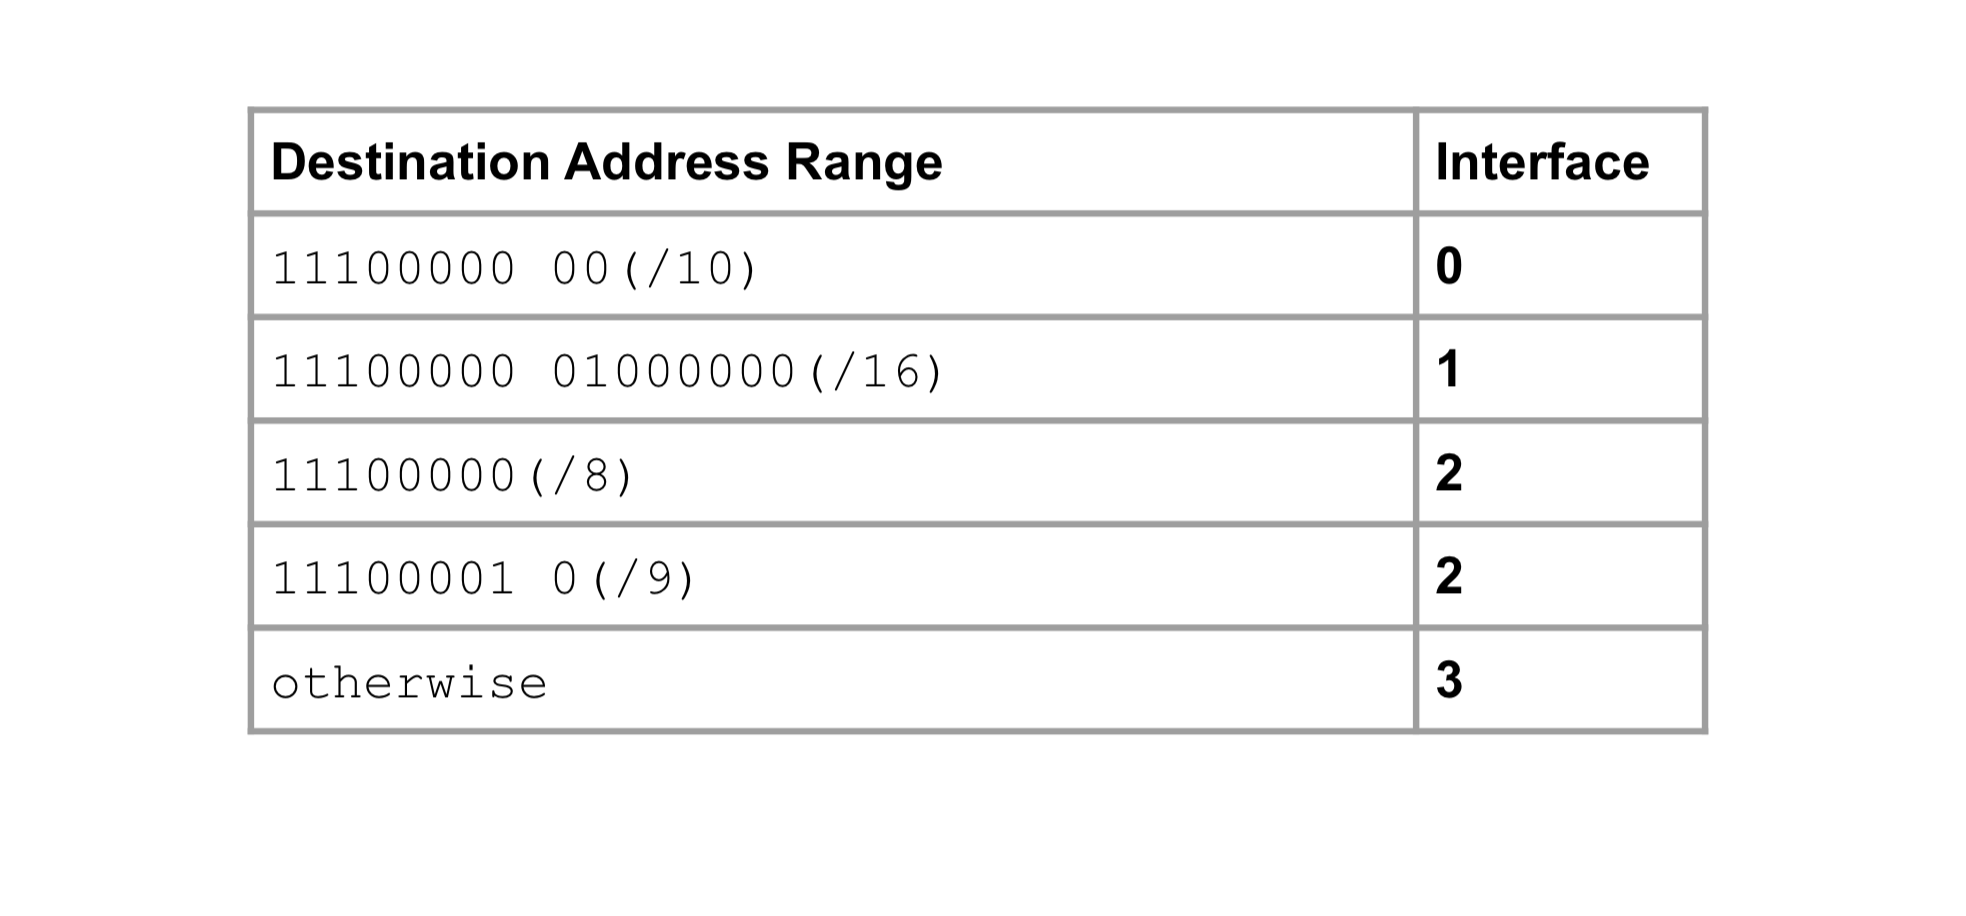 Destination Address Range Interface
11100000 00(/10) 0
11100000 01000000(/16) 1
11100000(/8) 2
11100001 0(/9) 2
otherwise 3